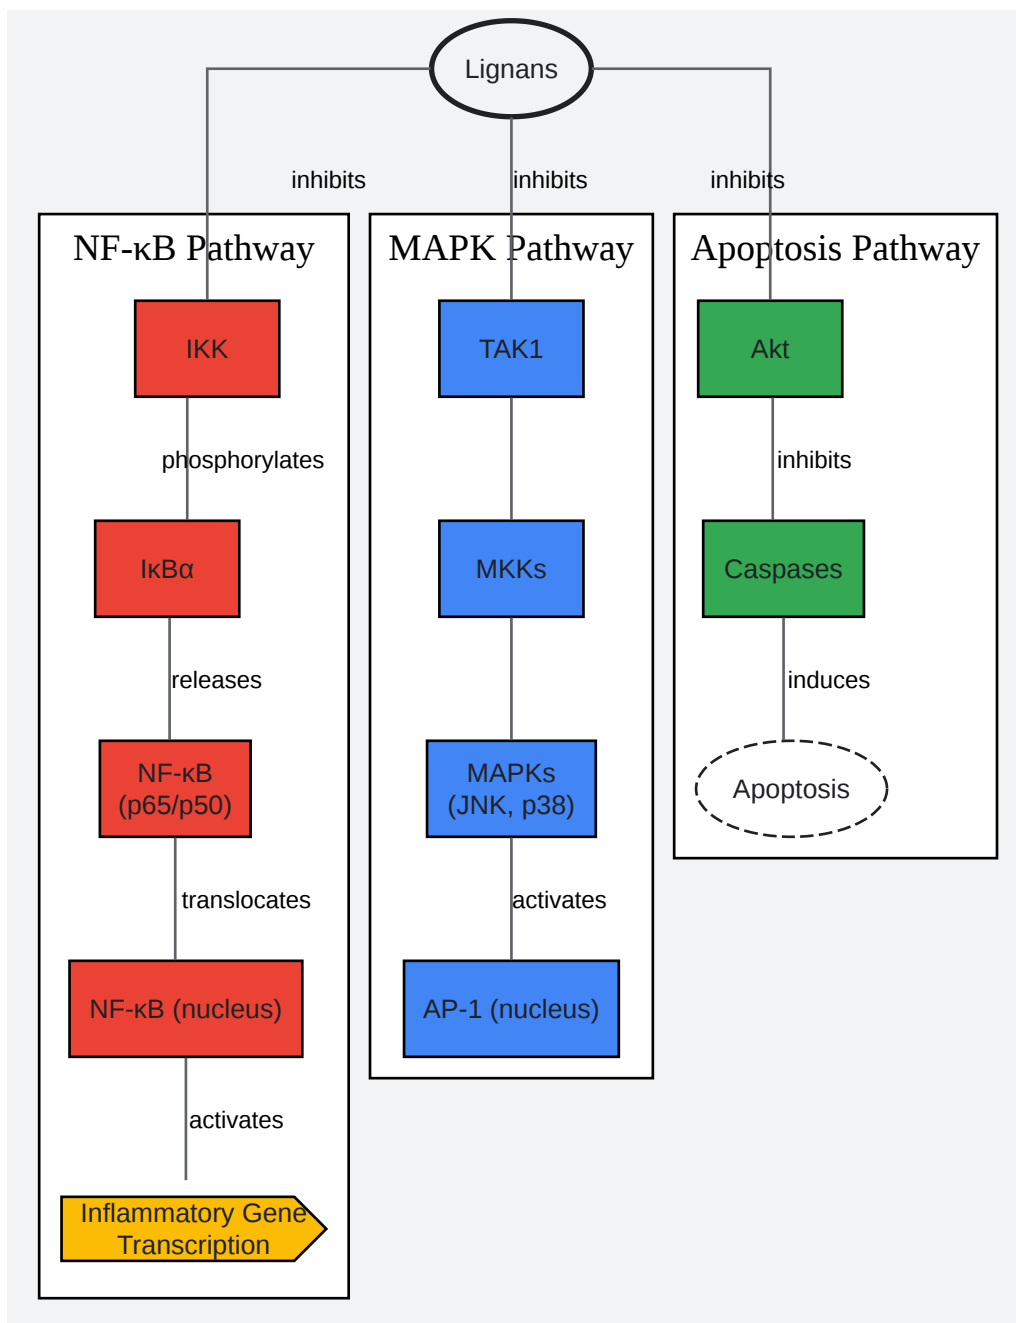 Lignans
inhibits
inhibits
inhibits
NF-κB Pathway
IKK
phosphorylates
IκBα
releases
NF-κB
(p65/p50)
translocates
NF-κB (nucleus)
activates
Inflammatory Gene
Transcription
MAPK Pathway
TAK1
MKKs
MAPKs
(JNK, p38)
activates
AP-1 (nucleus)
Apoptosis Pathway
Akt
inhibits
Caspases
induces
Apoptosis